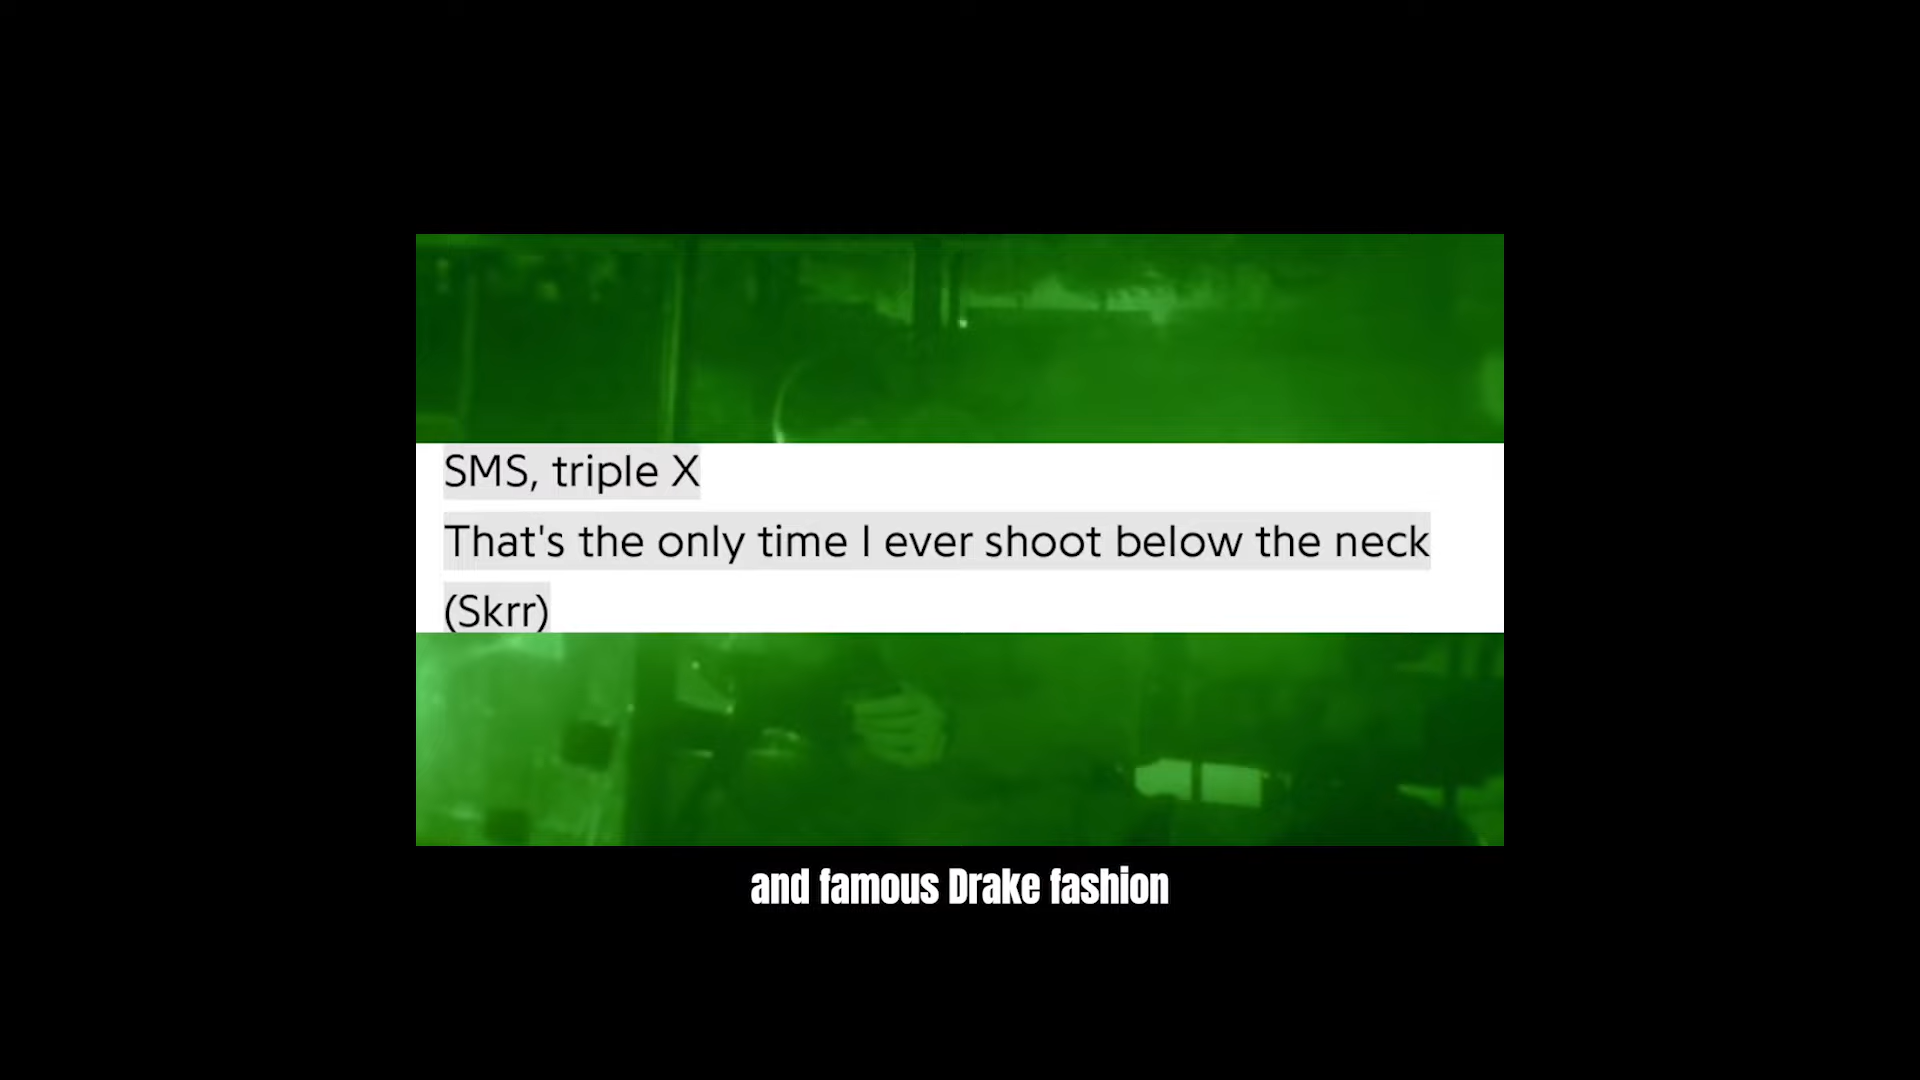 SMS, triple X
That's the only time I ever shoot below the neck
(Skrr)
and famous Drake fashion